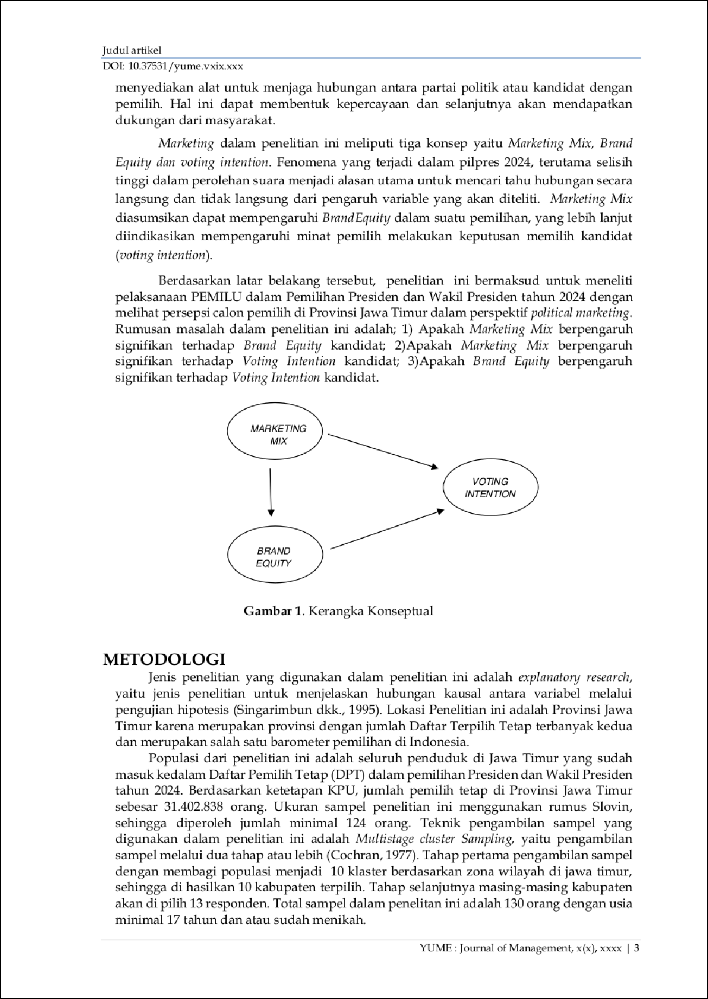 Judul artikel
DOI: 10.37531/yume.vxix.xxx
menyediakan alat untuk menjaga hubungan antara partai politik atau kandidat dengan
pemilih. Hal ini dapat membentuk kepercayaan dan selanjutnya akan mendapatkan
dukungan dari masyarakat.
Marketing dalam penelitian ini meliputi tiga konsep yaitu Marketing Mix, Brand
Equity dan voting intention. Fenomena yang terjadi dalam pilpres 2024, terutama selisih
tinggi dalam perolehan suara menjadi alasan utama untuk mencari tahu hubungan secara
langsung dan tidak langsung dari pengaruh variable yang akan diteliti. Marketing Mix
diasumsikan dapat mempengaruhi BrandEquity dalam suatu pemilihan, yang lebih lanjut
diindikasikan mempengaruhi minat pemilih melakukan keputusan memilih kandidat
(voting intention).
Berdasarkan latar belakang tersebut, penelitian ini bermaksud untuk meneliti
pelaksanaan PEMILU dalam Pemilihan Presiden dan Wakil Presiden tahun 2024 dengan
melihat persepsi calon pemilih di Provinsi Jawa Timur dalam perspektif political marketing.
Rumusan masalah dalam penelitian ini adalah; 1) Apakah Marketing Mix berpengaruh
signifikan terhadap Brand Equity kandidat; 2)Apakah Marketing Mix berpengaruh
signifikan terhadap Voting Intention kandidat; 3)Apakah Brand Equity berpengaruh
signifikan terhadap Voting Intention kandidat.
MARKETING
MIX
VOTING
INTENTION
BRAND
EQUITY
Gambar 1. Kerangka Konseptual
METODOLOGI
Jenis penelitian yang digunakan dalam penelitian ini adalah explanatory research,
yaitu jenis penelitian untuk menjelaskan hubungan kausal antara variabel melalui
pengujian hipotesis (Singarimbun dkk., 1995). Lokasi Penelitian ini adalah Provinsi Jawa
Timur karena merupakan provinsi dengan jumlah Daftar Terpilih Tetap terbanyak kedua
dan merupakan salah satu barometer pemilihan di Indonesia.
Populasi dari penelitian ini adalah seluruh penduduk di Jawa Timur yang sudah
masuk kedalam Daftar Pemilih Tetap (DPT) dalam pemilihan Presiden dan Wakil Presiden
tahun 2024. Berdasarkan ketetapan KPU, jumlah pemilih tetap di Provinsi Jawa Timur
sebesar 31.402.838 orang. Ukuran sampel penelitian ini menggunakan rumus Slovin,
sehingga diperoleh jumlah minimal 124 orang. Teknik pengambilan sampel yang
digunakan dalam penelitian ini adalah Multistage cluster Sampling, yaitu pengambilan
sampel melalui dua tahap atau lebih (Cochran, 1977). Tahap pertama pengambilan sampel
dengan membagi populasi menjadi 10 klaster berdasarkan zona wilayah di jawa timur,
sehingga di hasilkan 10 kabupaten terpilih. Tahap selanjutnya masing-masing kabupaten
akan di pilih 13 responden. Total sampel dalam penelitan ini adalah 130 orang dengan usia
minimal 17 tahun dan atau sudah menikah.
YUME : Journal of Management, x(x), xxxx | 3